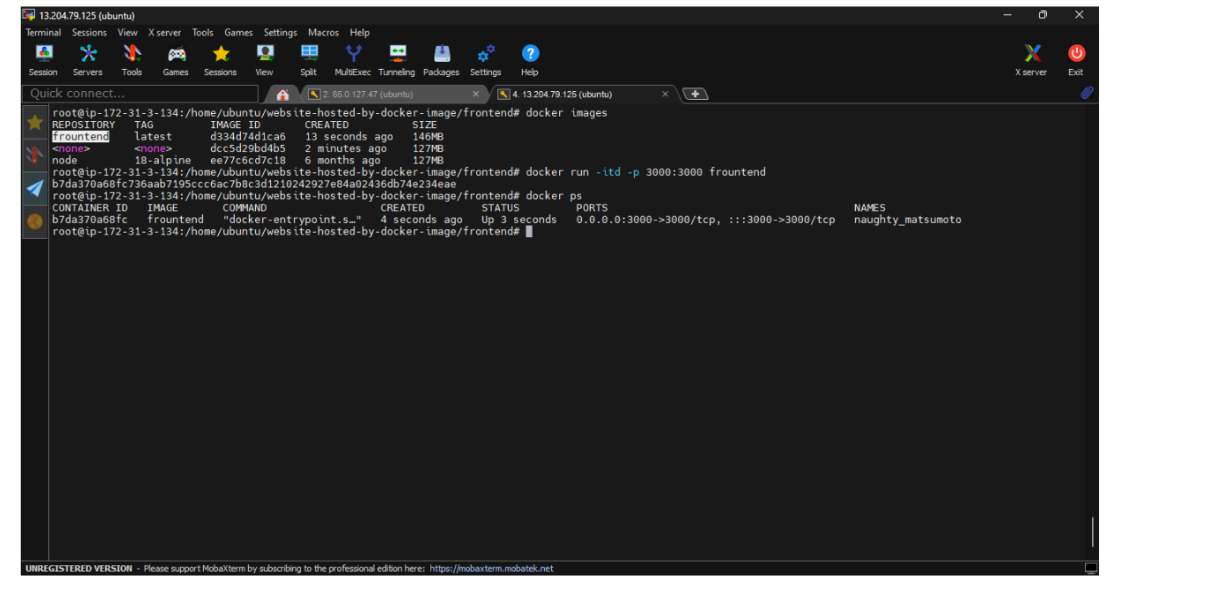 13.204.79.125 (ubuntu)
Terminal Sessions View X server Tools Games Settings Macros Help
Session Servers Tools Games Sessions View Split MultiExec Tunneling Packages Settings Help X server Exit
Quick connect... 2. 65.0.127.47 (ubuntu) 4. 13.204.79.125 (ubuntu)
root@ip-172-31-3-134:/home/ubuntu/website-hosted-by-docker-image/frontend# docker images
REPOSITORY TAG IMAGE ID CREATED SIZE
frountend latest d334d74d1ca6 13 seconds ago 146MB
<none> <none> dcc5d29bd4b5 2 minutes ago 127MB
node 18-alpine ee77c6cd7c18 6 months ago 127MB
root@ip-172-31-3-134:/home/ubuntu/website-hosted-by-docker-image/frontend# docker run -itd -p 3000:3000 frountend
b7da370a68fc736aab7195ccc6ac7b8c3d1210242927e84a02436db74e234eae
root@ip-172-31-3-134:/home/ubuntu/website-hosted-by-docker-image/frontend# docker ps
CONTAINER ID IMAGE COMMAND CREATED STATUS PORTS NAMES
b7da370a68fc frountend "docker-entrypoint.s…" 4 seconds ago Up 3 seconds 0.0.0.0:3000->3000/tcp, :::3000->3000/tcp naughty_matsumoto
root@ip-172-31-3-134:/home/ubuntu/website-hosted-by-docker-image/frontend#
UNREGISTERED VERSION - Please support MobaXterm by subscribing to the professional edition here: https://mobaxterm.mobatek.net